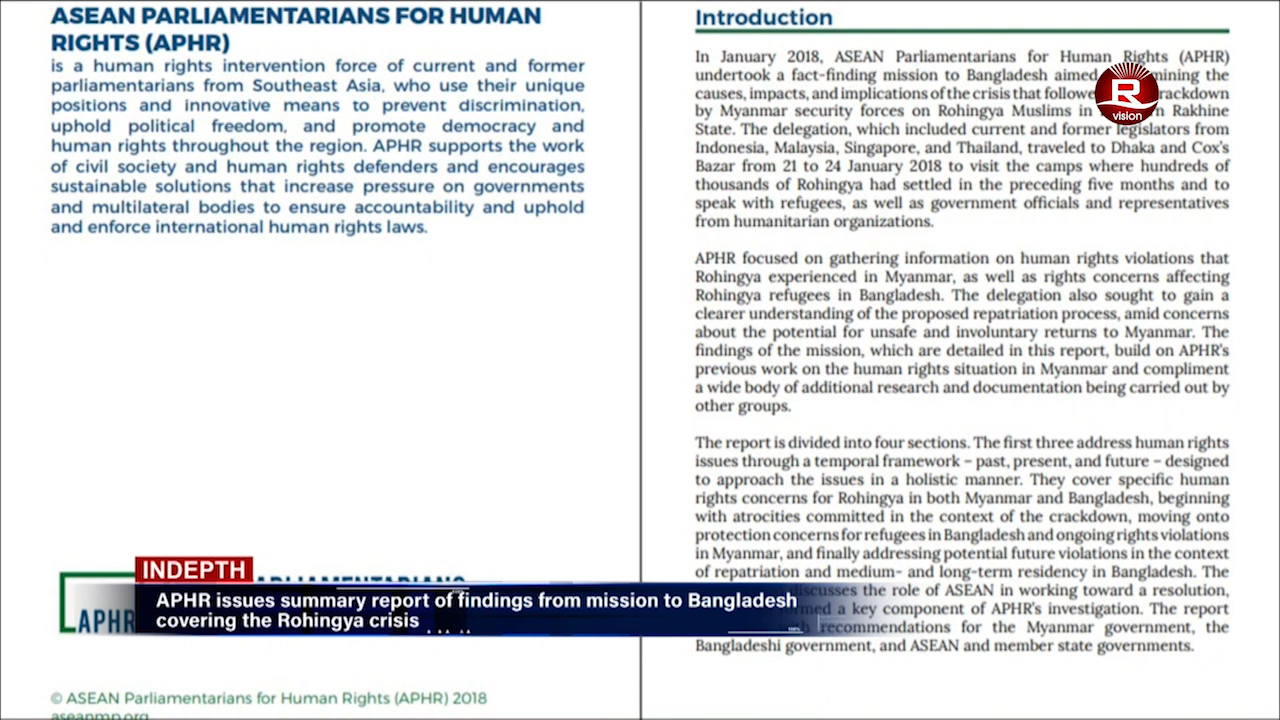 ASEAN PARLIAMENTARIANS FOR HUMAN
RIGHTS (APHR)
is a human rights intervention force of current and former
parliamentarians from Southeast Asia, who use their unique
positions and innovative means to prevent discrimination,
uphold political freedom, and promote democracy and
human rights throughout the region. APHR supports the work
of civil society and human rights defenders and encourages
sustainable solutions that increase pressure on governments
and multilateral bodies to ensure accountability and uphold
and enforce international human rights laws.
APHR
© ASEAN Parliamentarians for Human Rights (APHR) 2018
aseanmp.org
Introduction
In January 2018, ASEAN Parliamentarians for Human Rights (APHR)
undertook a fact-finding mission to Bangladesh aimed the
causes, impacts, and implications of the crisis that
by Myanmar security forces on Rohingya Muslims in Rakhine
State. The delegation, which included current and former legislators from
Indonesia, Malaysia, Singapore, and Thailand, traveled to Dhaka and Cox's
Bazar from 21 to 24 January 2018 to visit the camps where hundreds of
thousands of Rohingya had settled in the preceding five months and to
speak with refugees, as well as government officials and representatives
from humanitarian organizations.
APHR focused on gathering information on human rights violations that
Rohingya experienced in Myanmar, as well as rights concerns affecting
Rohingya refugees in Bangladesh. The delegation also sought to gain a
clearer understanding of the proposed repatriation process, amid concerns
about the potential for unsafe and involuntary returns to Myanmar. The
findings of the mission, which are detailed in this report, build on APHR's
previous work on the human rights situation in Myanmar and compliment
a wide body of additional research and documentation being carried out by
other groups.
The report is divided into four sections. The first three address human rights
issues through a temporal framework – past, present, and future – designed
to approach the issues in a holistic manner. They cover specific human
rights concerns for Rohingya in both Myanmar and Bangladesh, beginning
with atrocities committed in the context of the crackdown, moving onto
protection concerns for refugees in Bangladesh and ongoing rights violations
in Myanmar, and finally addressing potential future violations in the context
of repatriation and medium- and long-term residency in Bangladesh. The
the role of ASEAN in working toward a resolution,
a key component of APHR's investigation. The report
recommendations for the Myanmar government, the
Bangladeshi government, and ASEAN and member state governments.
R
vision
INDEPTH
APHR issues summary report of findings from mission to Bangladesh
covering the Rohingya crisis